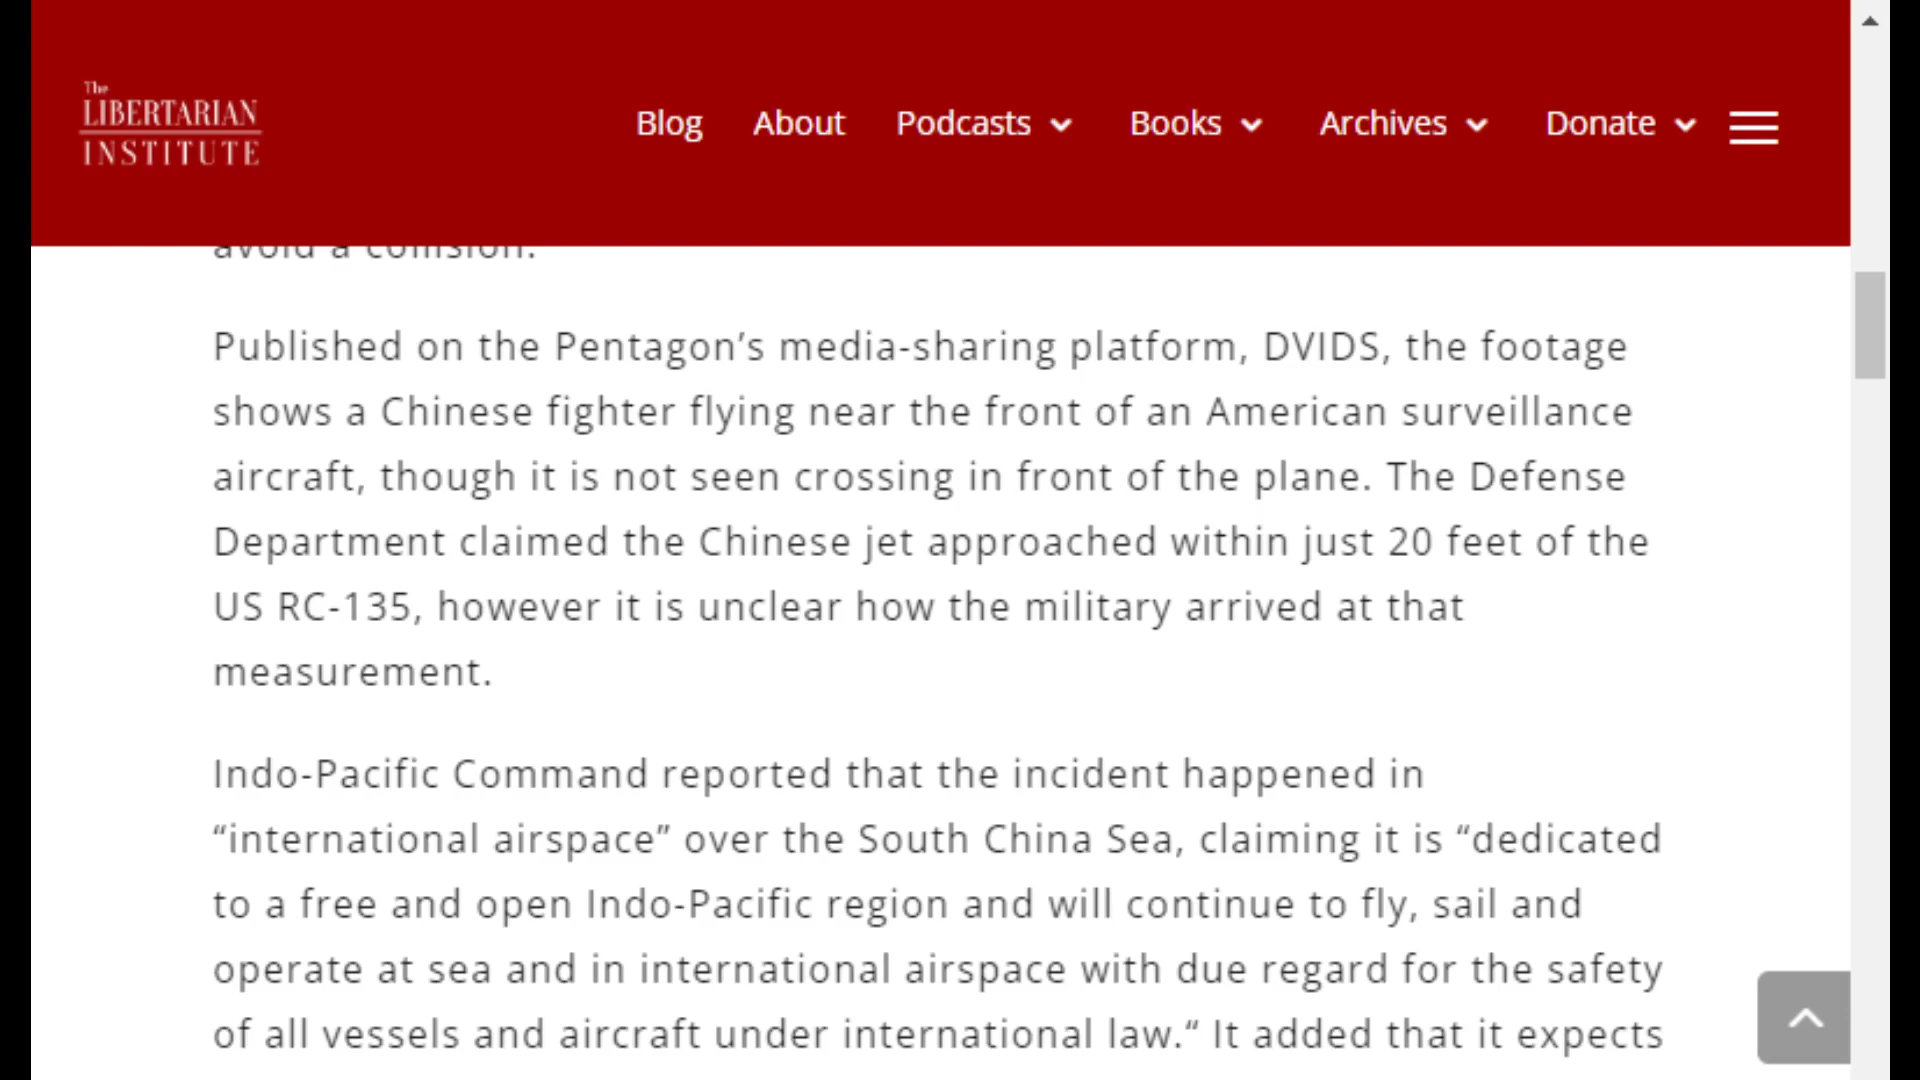 The
LIBERTARIAN
INSTITUTE
Blog About Podcasts Books Archives Donate
avoid a collision.
Published on the Pentagon’s media-sharing platform, DVIDS, the footage
shows a Chinese fighter flying near the front of an American surveillance
aircraft, though it is not seen crossing in front of the plane. The Defense
Department claimed the Chinese jet approached within just 20 feet of the
US RC-135, however it is unclear how the military arrived at that
measurement.
Indo-Pacific Command reported that the incident happened in
“international airspace” over the South China Sea, claiming it is “dedicated
to a free and open Indo-Pacific region and will continue to fly, sail and
operate at sea and in international airspace with due regard for the safety
of all vessels and aircraft under international law.“ It added that it expects